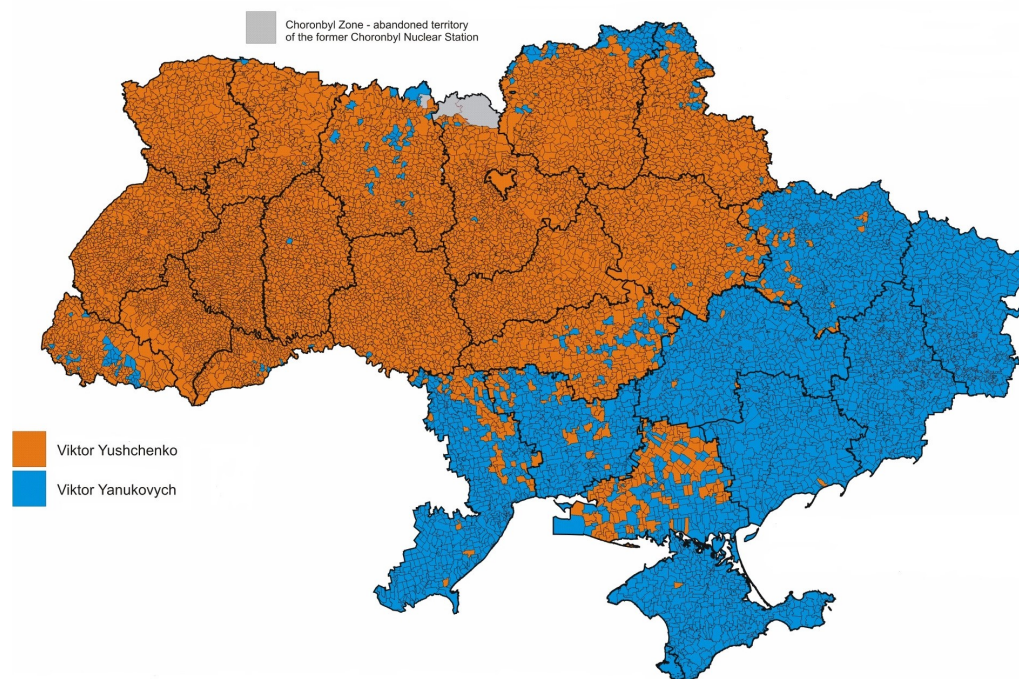 Choronbyl Zone - abandoned territory
of the former Choronbyl Nuclear Station
Viktor Yushchenko
Viktor Yanukovych